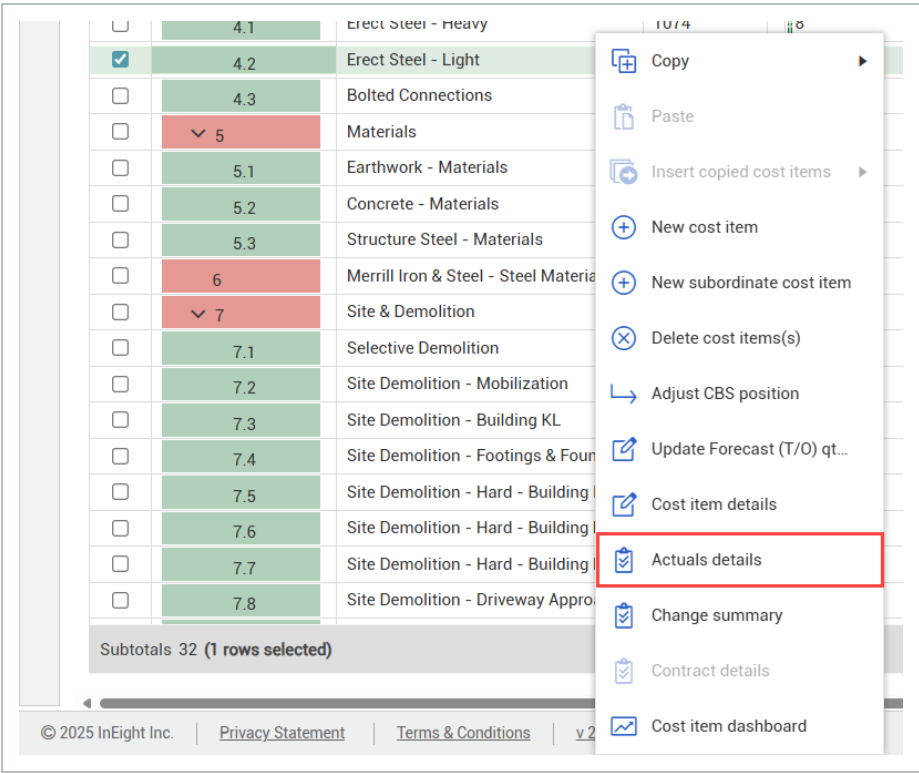 4.1 Erect Steel - Heavy 1074 8
4.2 Erect Steel - Light
4.3 Bolted Connections
5 Materials
5.1 Earthwork - Materials
5.2 Concrete - Materials
5.3 Structure Steel - Materials
6 Merrill Iron & Steel - Steel Materia
7 Site & Demolition
7.1 Selective Demolition
7.2 Site Demolition - Mobilization
7.3 Site Demolition - Building KL
7.4 Site Demolition - Footings & Foun
7.5 Site Demolition - Hard - Building
7.6 Site Demolition - Hard - Building
7.7 Site Demolition - Hard - Building
7.8 Site Demolition - Driveway Appro
Subtotals 32 (1 rows selected)
© 2025 InEight Inc. Privacy Statement Terms & Conditions v 2
Copy
Paste
Insert copied cost items
New cost item
New subordinate cost item
Delete cost items(s)
Adjust CBS position
Update Forecast (T/O) qt...
Cost item details
Actuals details
Change summary
Contract details
Cost item dashboard